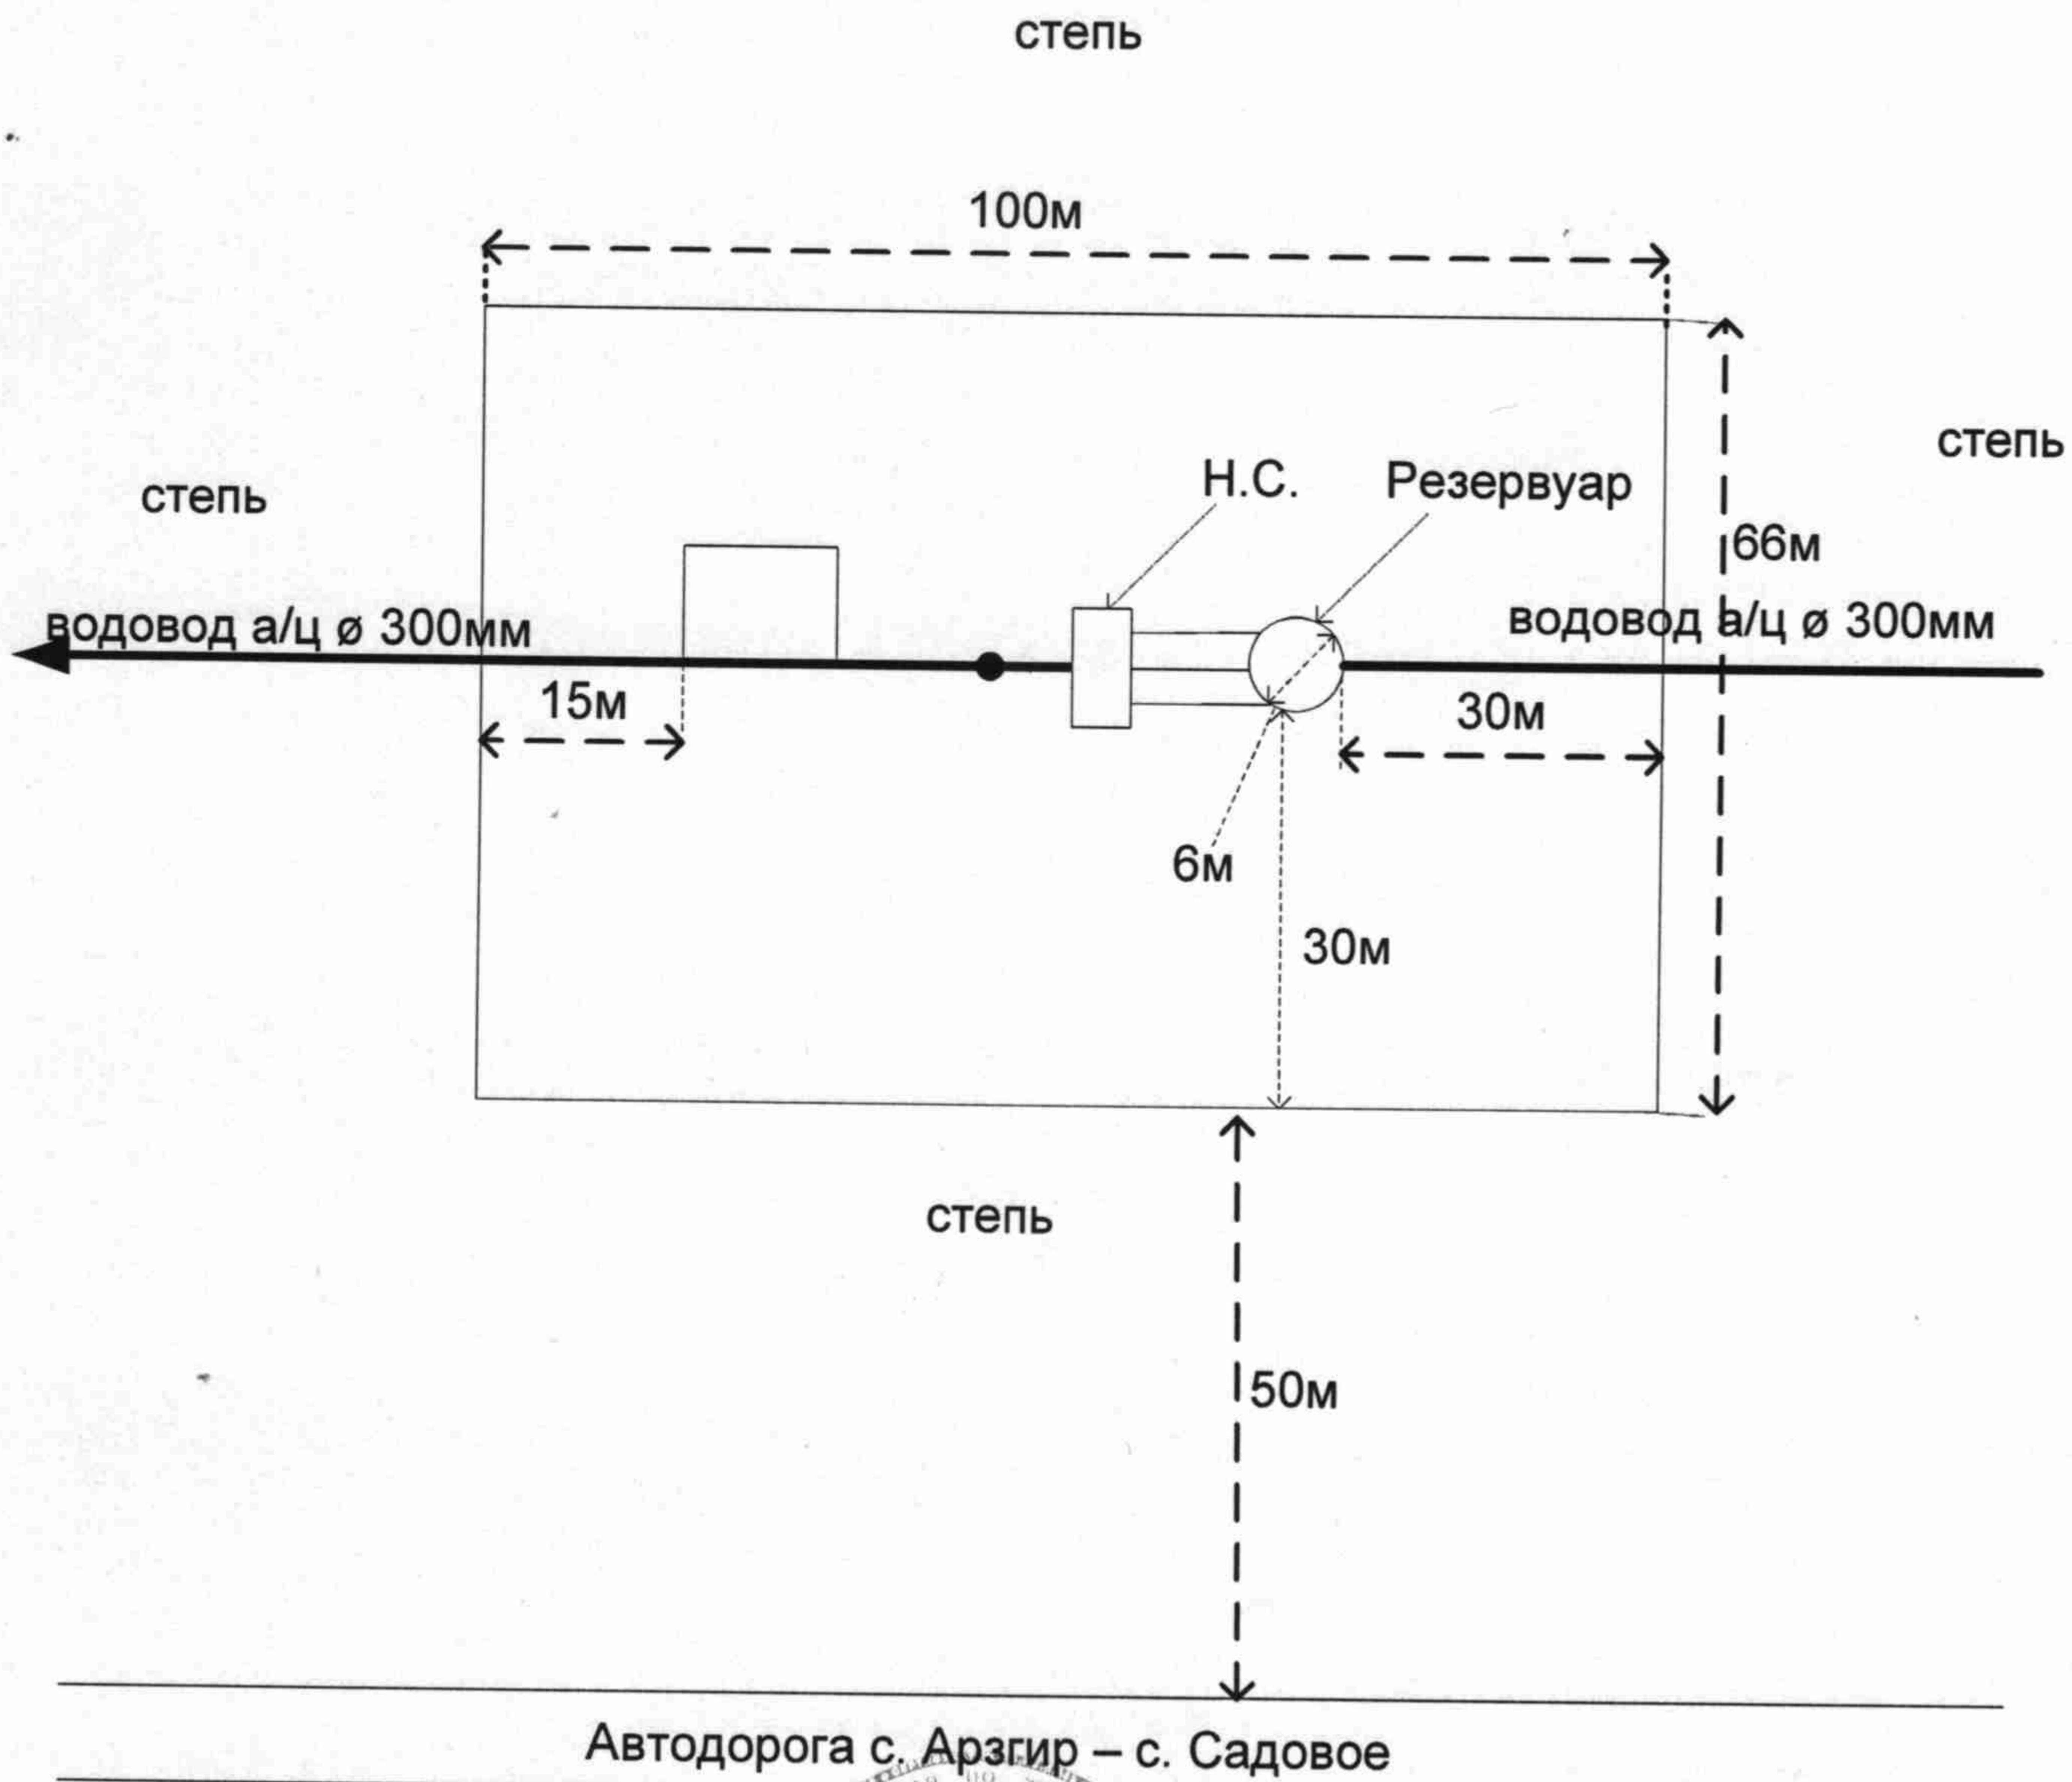 степь
100м
Н.С.
Резервуар
степь
степь
66м
водовод а/ц ø 300мм
водовод а/ц ø 300мм
15м
30м
6м
30м
степь
50м
Автодорога с. Арзгир – с. Садовое